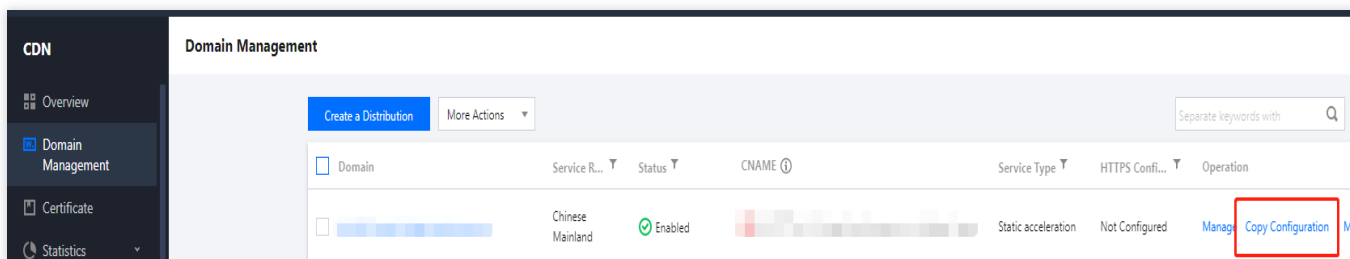 CDN
Domain Management
Overview
Domain
Management
Certificate
Statistics
Create a Distribution
More Actions
Separate keywords with
Domain
Service R...
Status
CNAME
Service Type
HTTPS Confi...
Operation
Chinese
Mainland
Enabled
Static acceleration
Not Configured
Manage
Copy Configuration